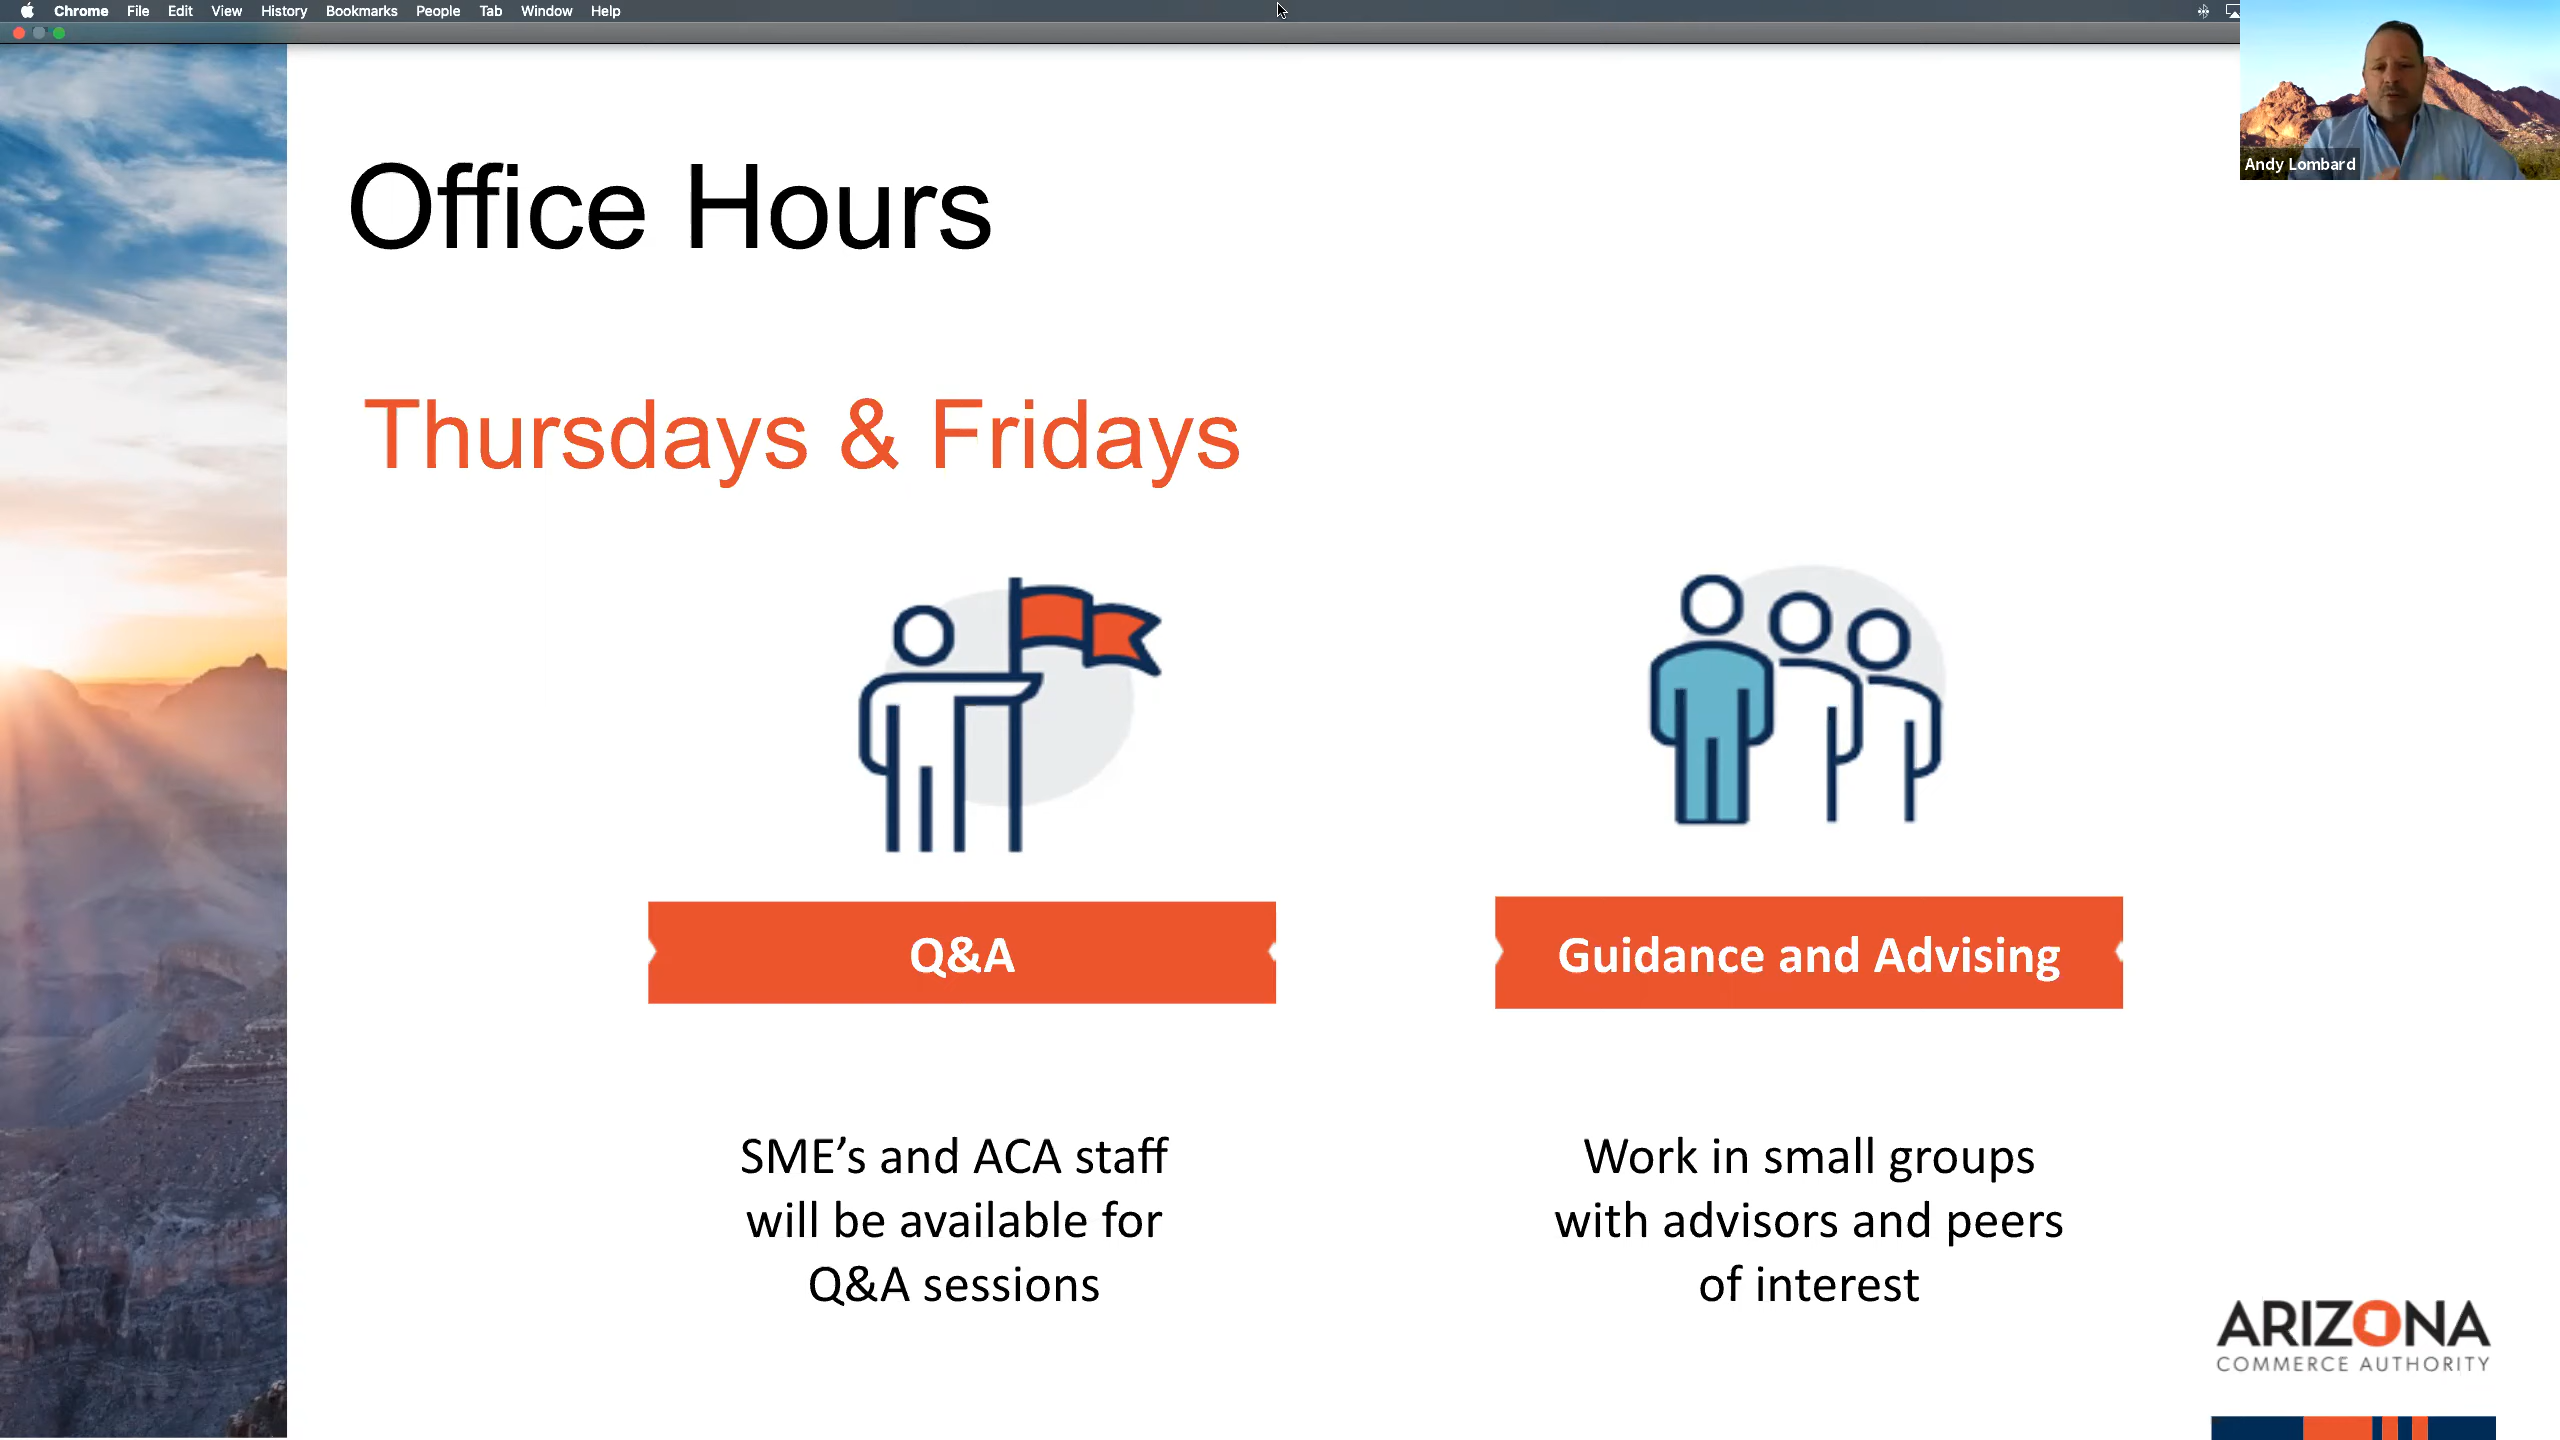 Chrome File Edit View History Bookmarks People Tab Window Help
Andy Lombard
Office Hours
Thursdays & Fridays
Q&A
Guidance and Advising
SME’s and ACA staff
will be available for
Q&A sessions
Work in small groups
with advisors and peers
of interest
ARIZONA
COMMERCE AUTHORITY